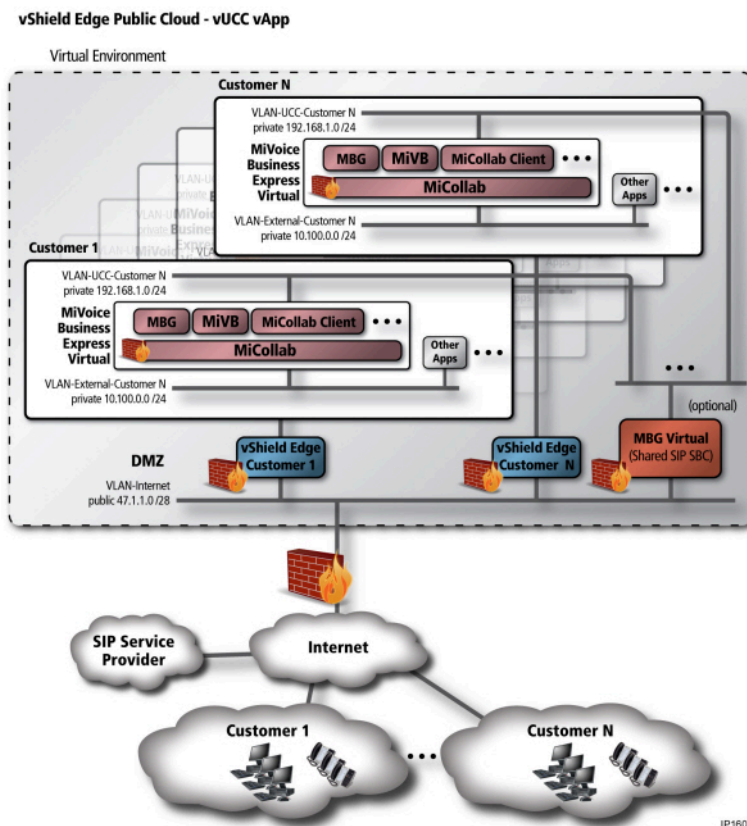 vShield Edge Public Cloud - vUCC vApp
Virtual Environment
Customer N
VLAN-UCC-Customer N
private 192.168.1.0 /24
MiVoice
Business
Express
Virtual
MBG
MiVB
MiCollab Client
MiCollab
Other
Apps
VLAN-External-Customer N
private 10.100.0.0 /24
Customer 1
VLAN-UCC-Customer N
private 192.168.1.0 /24
MiVoice
Business
Express
Virtual
MBG
MiVB
MiCollab Client
MiCollab
Other
Apps
VLAN-External-Customer N
private 10.100.0.0 /24
(optional)
DMZ
VLAN-Internet
public 47.1.1.0 /28
vShield Edge
Customer 1
vShield Edge
Customer N
MBG Virtual
(Shared SIP SBC)
SIP Service
Provider
Internet
Customer 1
Customer N